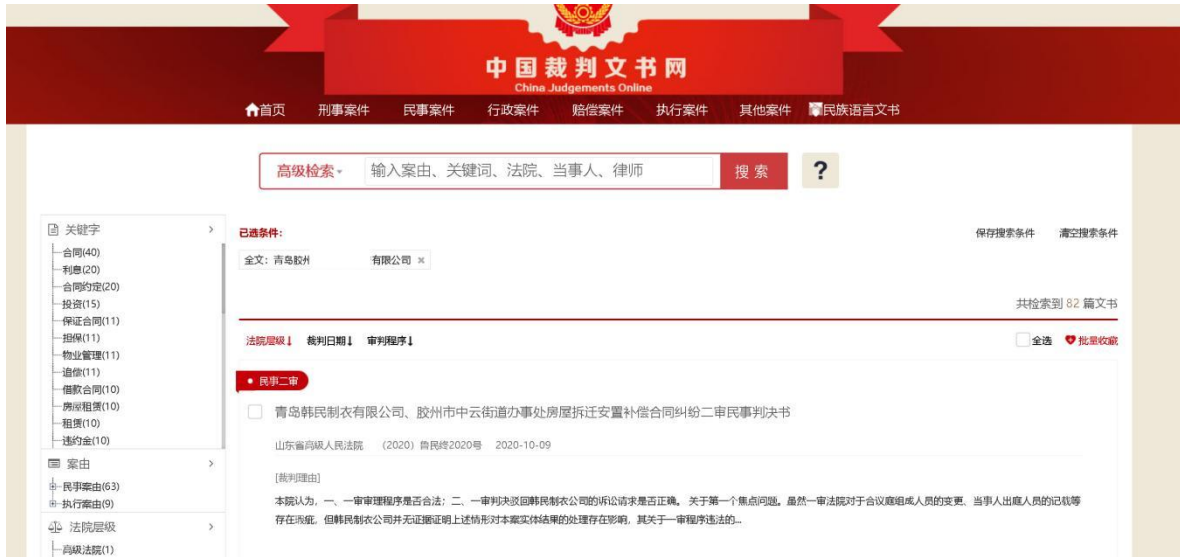 中国裁判文书网
China Judgements Online
首页 刑事案件 民事案件 行政案件 赔偿案件 执行案件 其他案件 民族语言文书
高级检索 输入案由、关键词、法院、当事人、律师 搜索 ?
关键字 >
合同(40)
利息(20)
合同约定(20)
投资(15)
保证合同(11)
担保(11)
物业管理(11)
追偿(11)
借款合同(10)
房屋租赁(10)
租赁(10)
违约金(10)
案由 >
民事案由(63)
执行案由(9)
法院层级 >
高级法院(1)
已选条件: 保存搜索条件 清空搜索条件
全文: 青岛胶州 有限公司 ×
共检索到 82 篇文书
法院层级↓ 裁判日期↓ 审判程序↓ 全选 批量收藏
民事二审
青岛韩民制衣有限公司、胶州市中云街道办事处房屋拆迁安置补偿合同纠纷二审民事判决书
山东省高级人民法院 (2020)鲁民终2020号 2020-10-09
[裁判理由]
本院认为,一、一审审理程序是否合法;二、一审判决驳回韩民制衣公司的诉讼请求是否正确。 关于第一个焦点问题。虽然一审法院对于合议庭组成人员的变更、当事人出庭人员的记载等
存在瑕疵,但韩民制衣公司并无证据证明上述情形对本案实体结果的处理存在影响,其关于一审程序违法的...